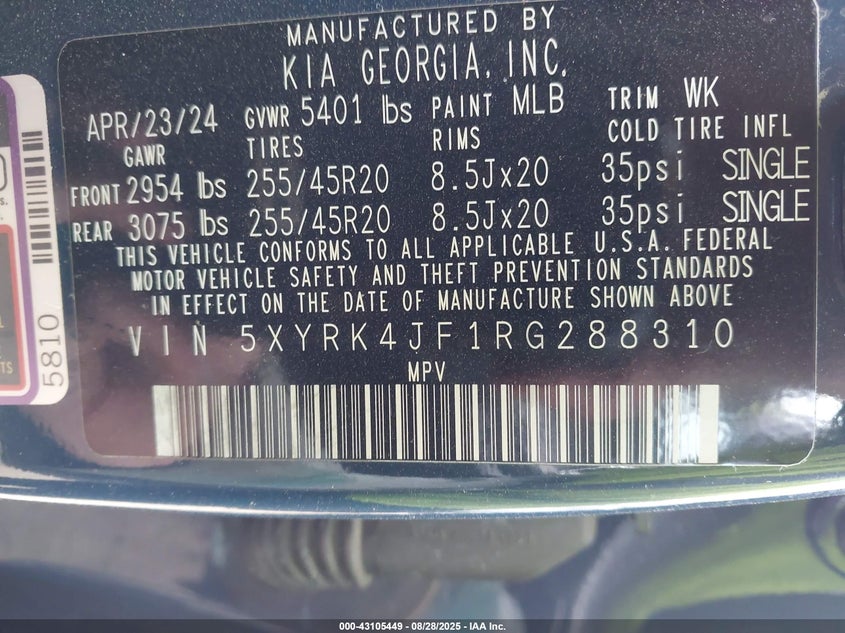 MANUFACTURED BY
KIA GEORGIA, INC.
APR/23/24 GVWR 5401 lbs PAINT MLB TRIM WK
GAWR TIRES RIMS COLD TIRE INFL
FRONT 2954 lbs 255/45R20 8.5Jx20 35psi SINGLE
REAR 3075 lbs 255/45R20 8.5Jx20 35psi SINGLE
THIS VEHICLE CONFORMS TO ALL APPLICABLE U.S.A. FEDERAL
MOTOR VEHICLE SAFETY AND THEFT PREVENTION STANDARDS
IN EFFECT ON THE DATE OF MANUFACTURE SHOWN ABOVE
VIN 5XYRK4JF1RG288310
MPV
5810
000-43105449 - 08/28/2025 - IAA Inc.